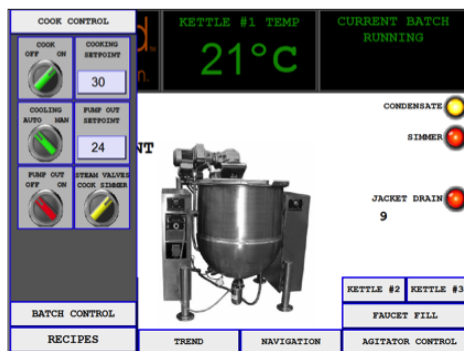 COOK CONTROL
COOK
OFF ON
COOKING
SETPOINT
30
COOLING
AUTO MAN
PUMP OUT
SETPOINT
24
PUMP OUT
OFF ON
STEAM VALVES
COOK SIMMER
BATCH CONTROL
RECIPES
KETTLE #1 TEMP
21°C
CURRENT BATCH
RUNNING
CONDENSATE
SIMMER
JACKET DRAIN
9
KETTLE #2
KETTLE #3
FAUCET FILL
TREND
NAVIGATION
AGITATOR CONTROL